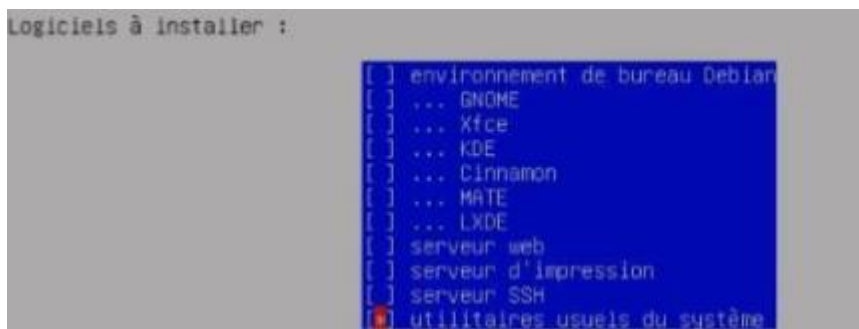 Logiciels à installer :
[ ] environnement de bureau Debian
[ ] ... GNOME
[ ] ... Xfce
[ ] ... KDE
[ ] ... Cinnamon
[ ] ... MATE
[ ] ... LXDE
[ ] serveur web
[ ] serveur d'impression
[ ] serveur SSH
[*] utilitaires usuels du système